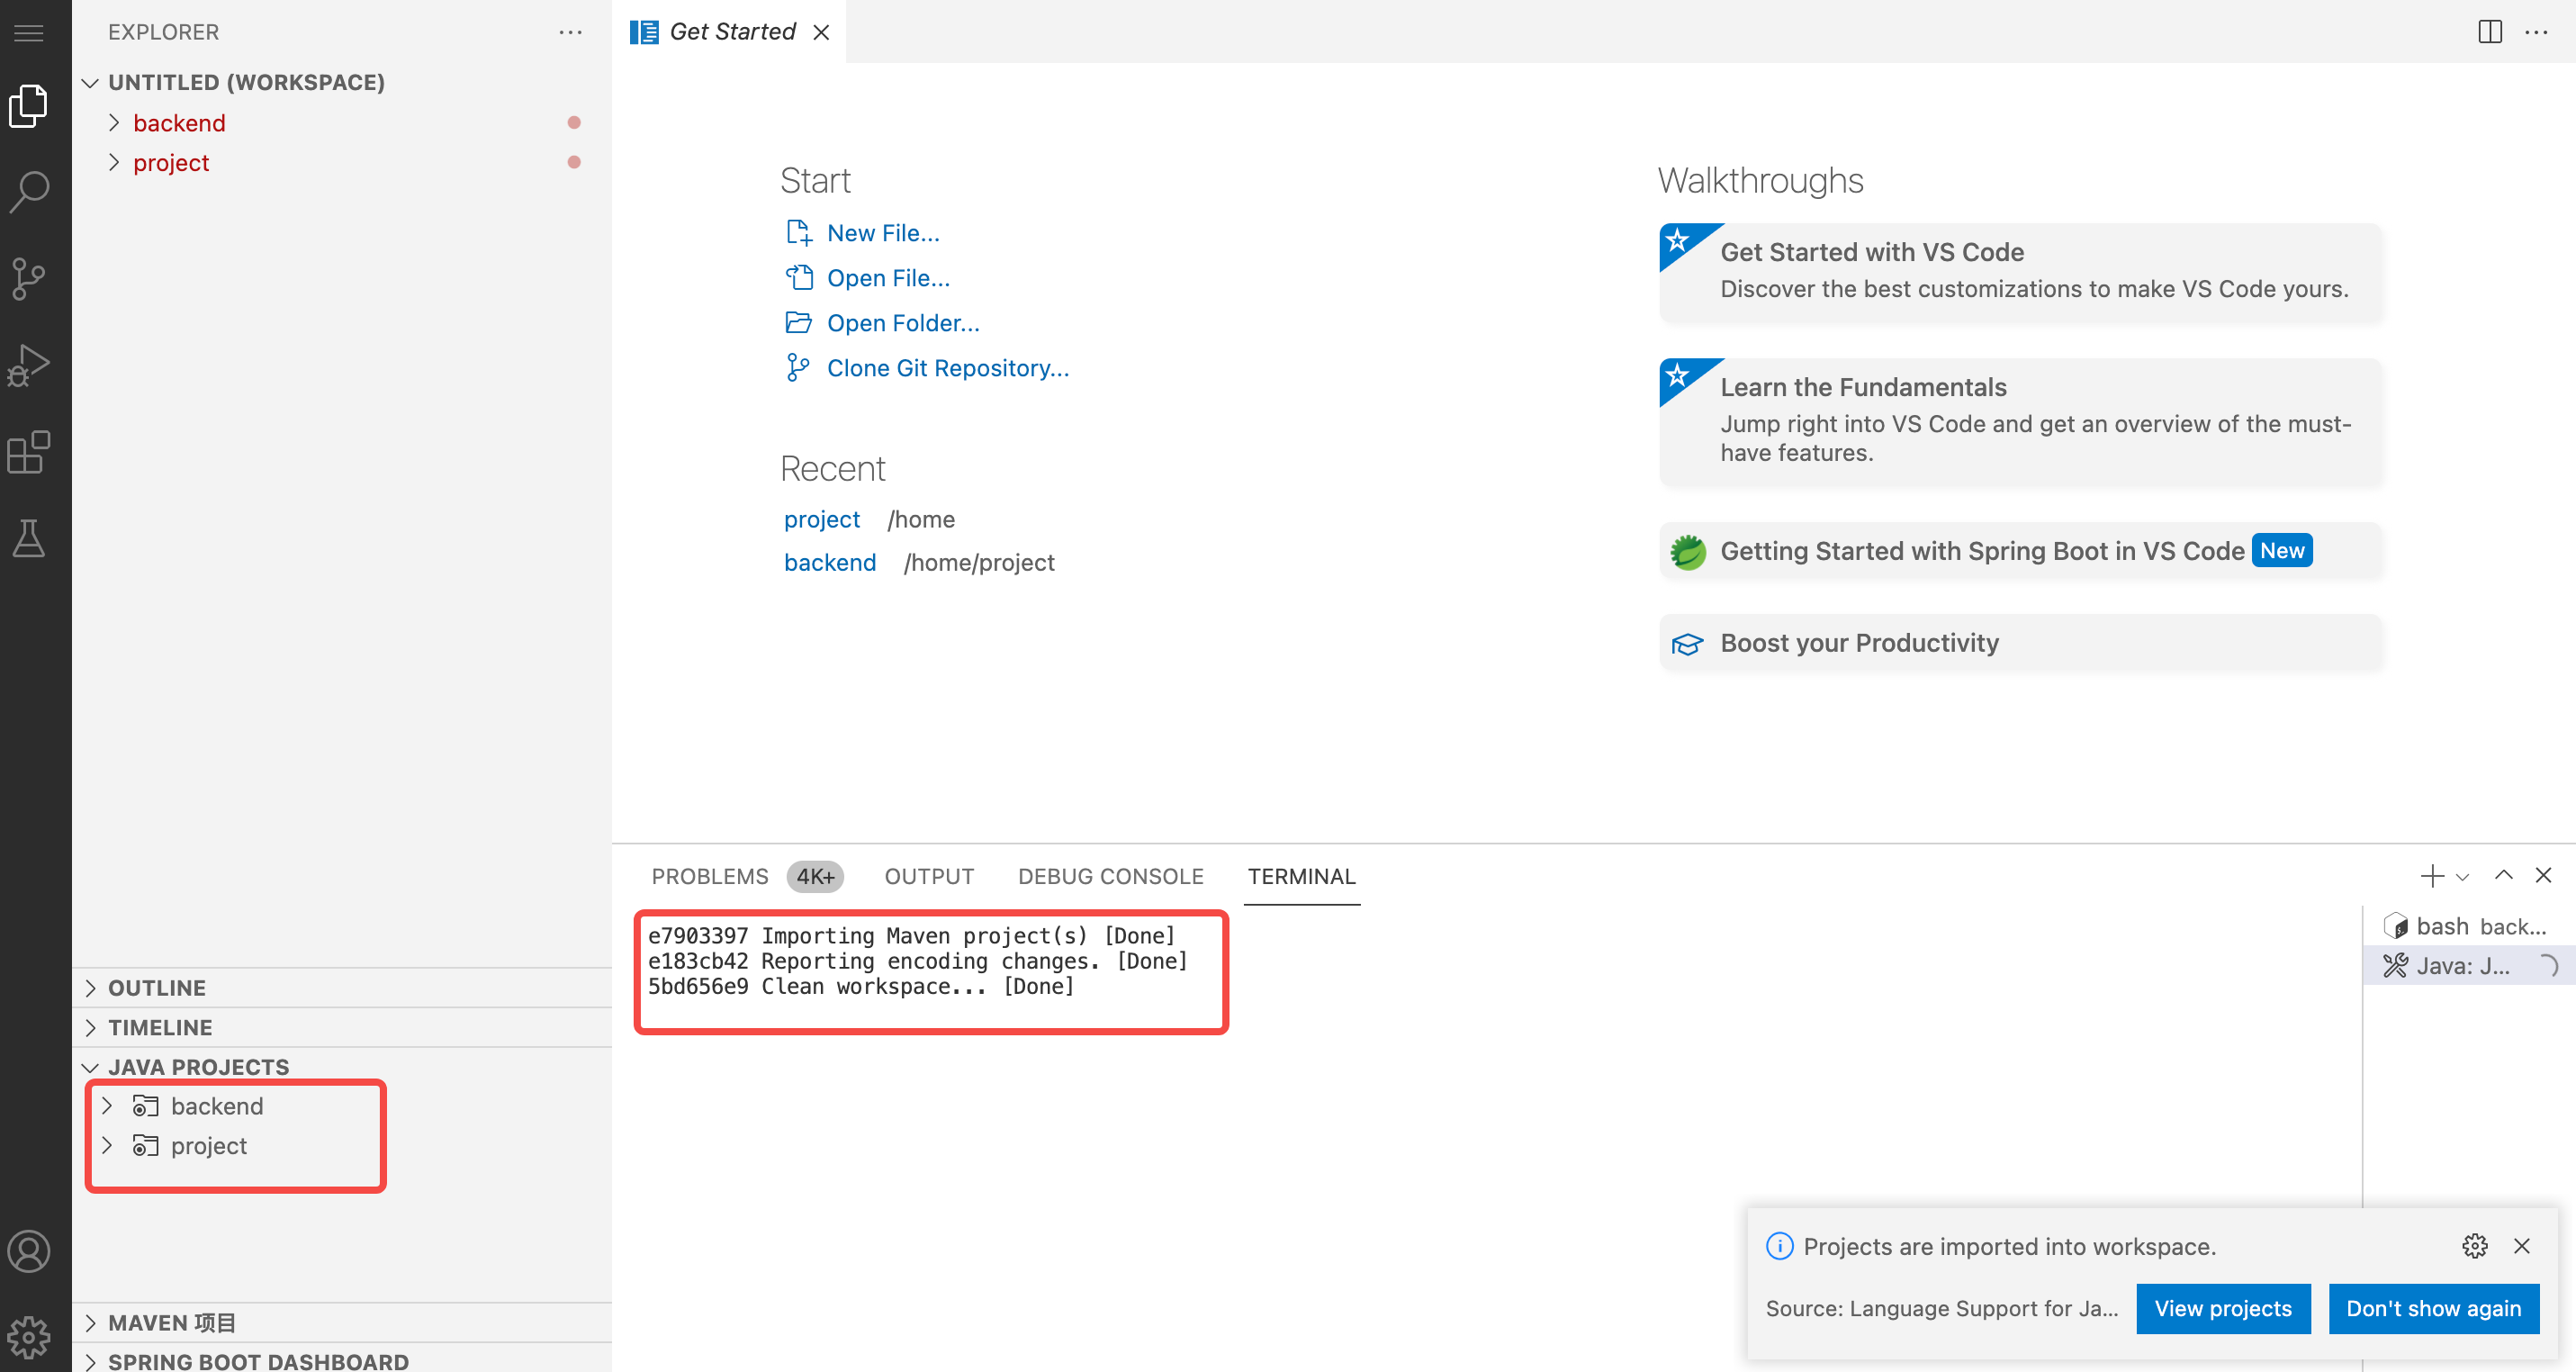 EXPLORER
UNTITLED (WORKSPACE)
backend
project
OUTLINE
TIMELINE
JAVA PROJECTS
backend
project
MAVEN 项目
SPRING BOOT DASHBOARD
Get Started
Start
New File...
Open File...
Open Folder...
Clone Git Repository...
Recent
project /home
backend /home/project
Walkthroughs
Get Started with VS Code
Discover the best customizations to make VS Code yours.
Learn the Fundamentals
Jump right into VS Code and get an overview of the must-
have features.
Getting Started with Spring Boot in VS Code New
Boost your Productivity
PROBLEMS 4K+ OUTPUT DEBUG CONSOLE TERMINAL
e7903397 Importing Maven project(s) [Done]
e183cb42 Reporting encoding changes. [Done]
5bd656e9 Clean workspace... [Done]
bash back...
Java: J...
Projects are imported into workspace.
Source: Language Support for Ja... View projects Don't show again